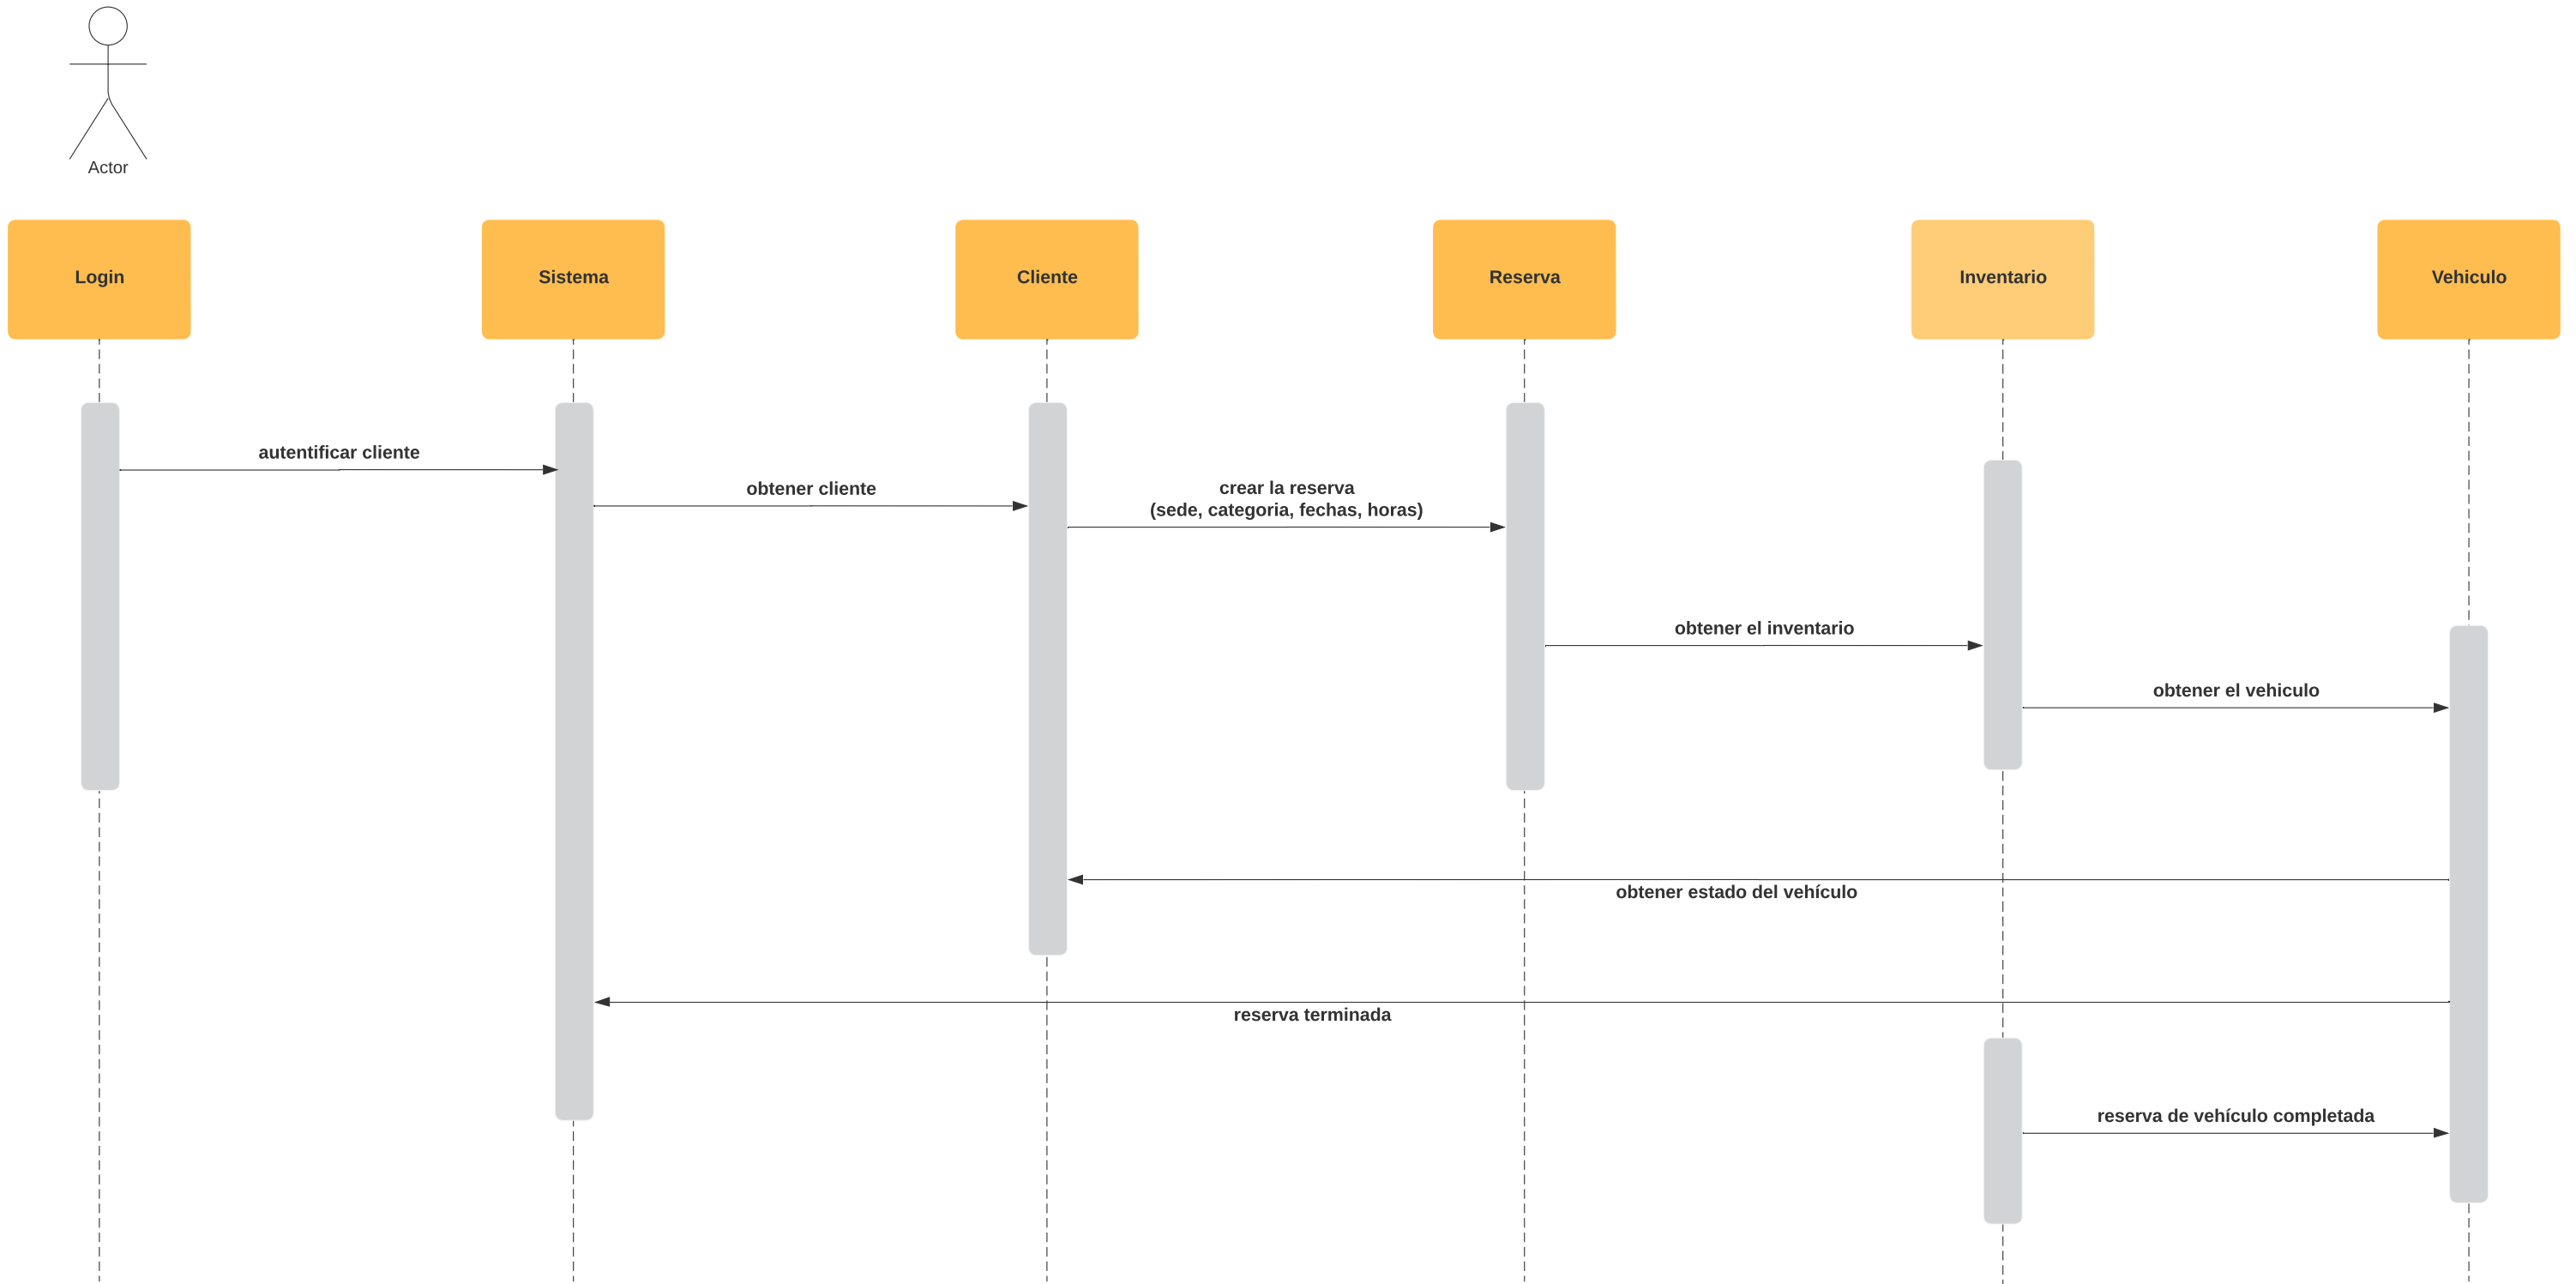 Actor
Login
Sistema
Cliente
Reserva
Inventario
Vehiculo
autentificar cliente
obtener cliente
crear la reserva
(sede, categoria, fechas, horas)
obtener el inventario
obtener el vehiculo
obtener estado del vehículo
reserva terminada
reserva de vehículo completada